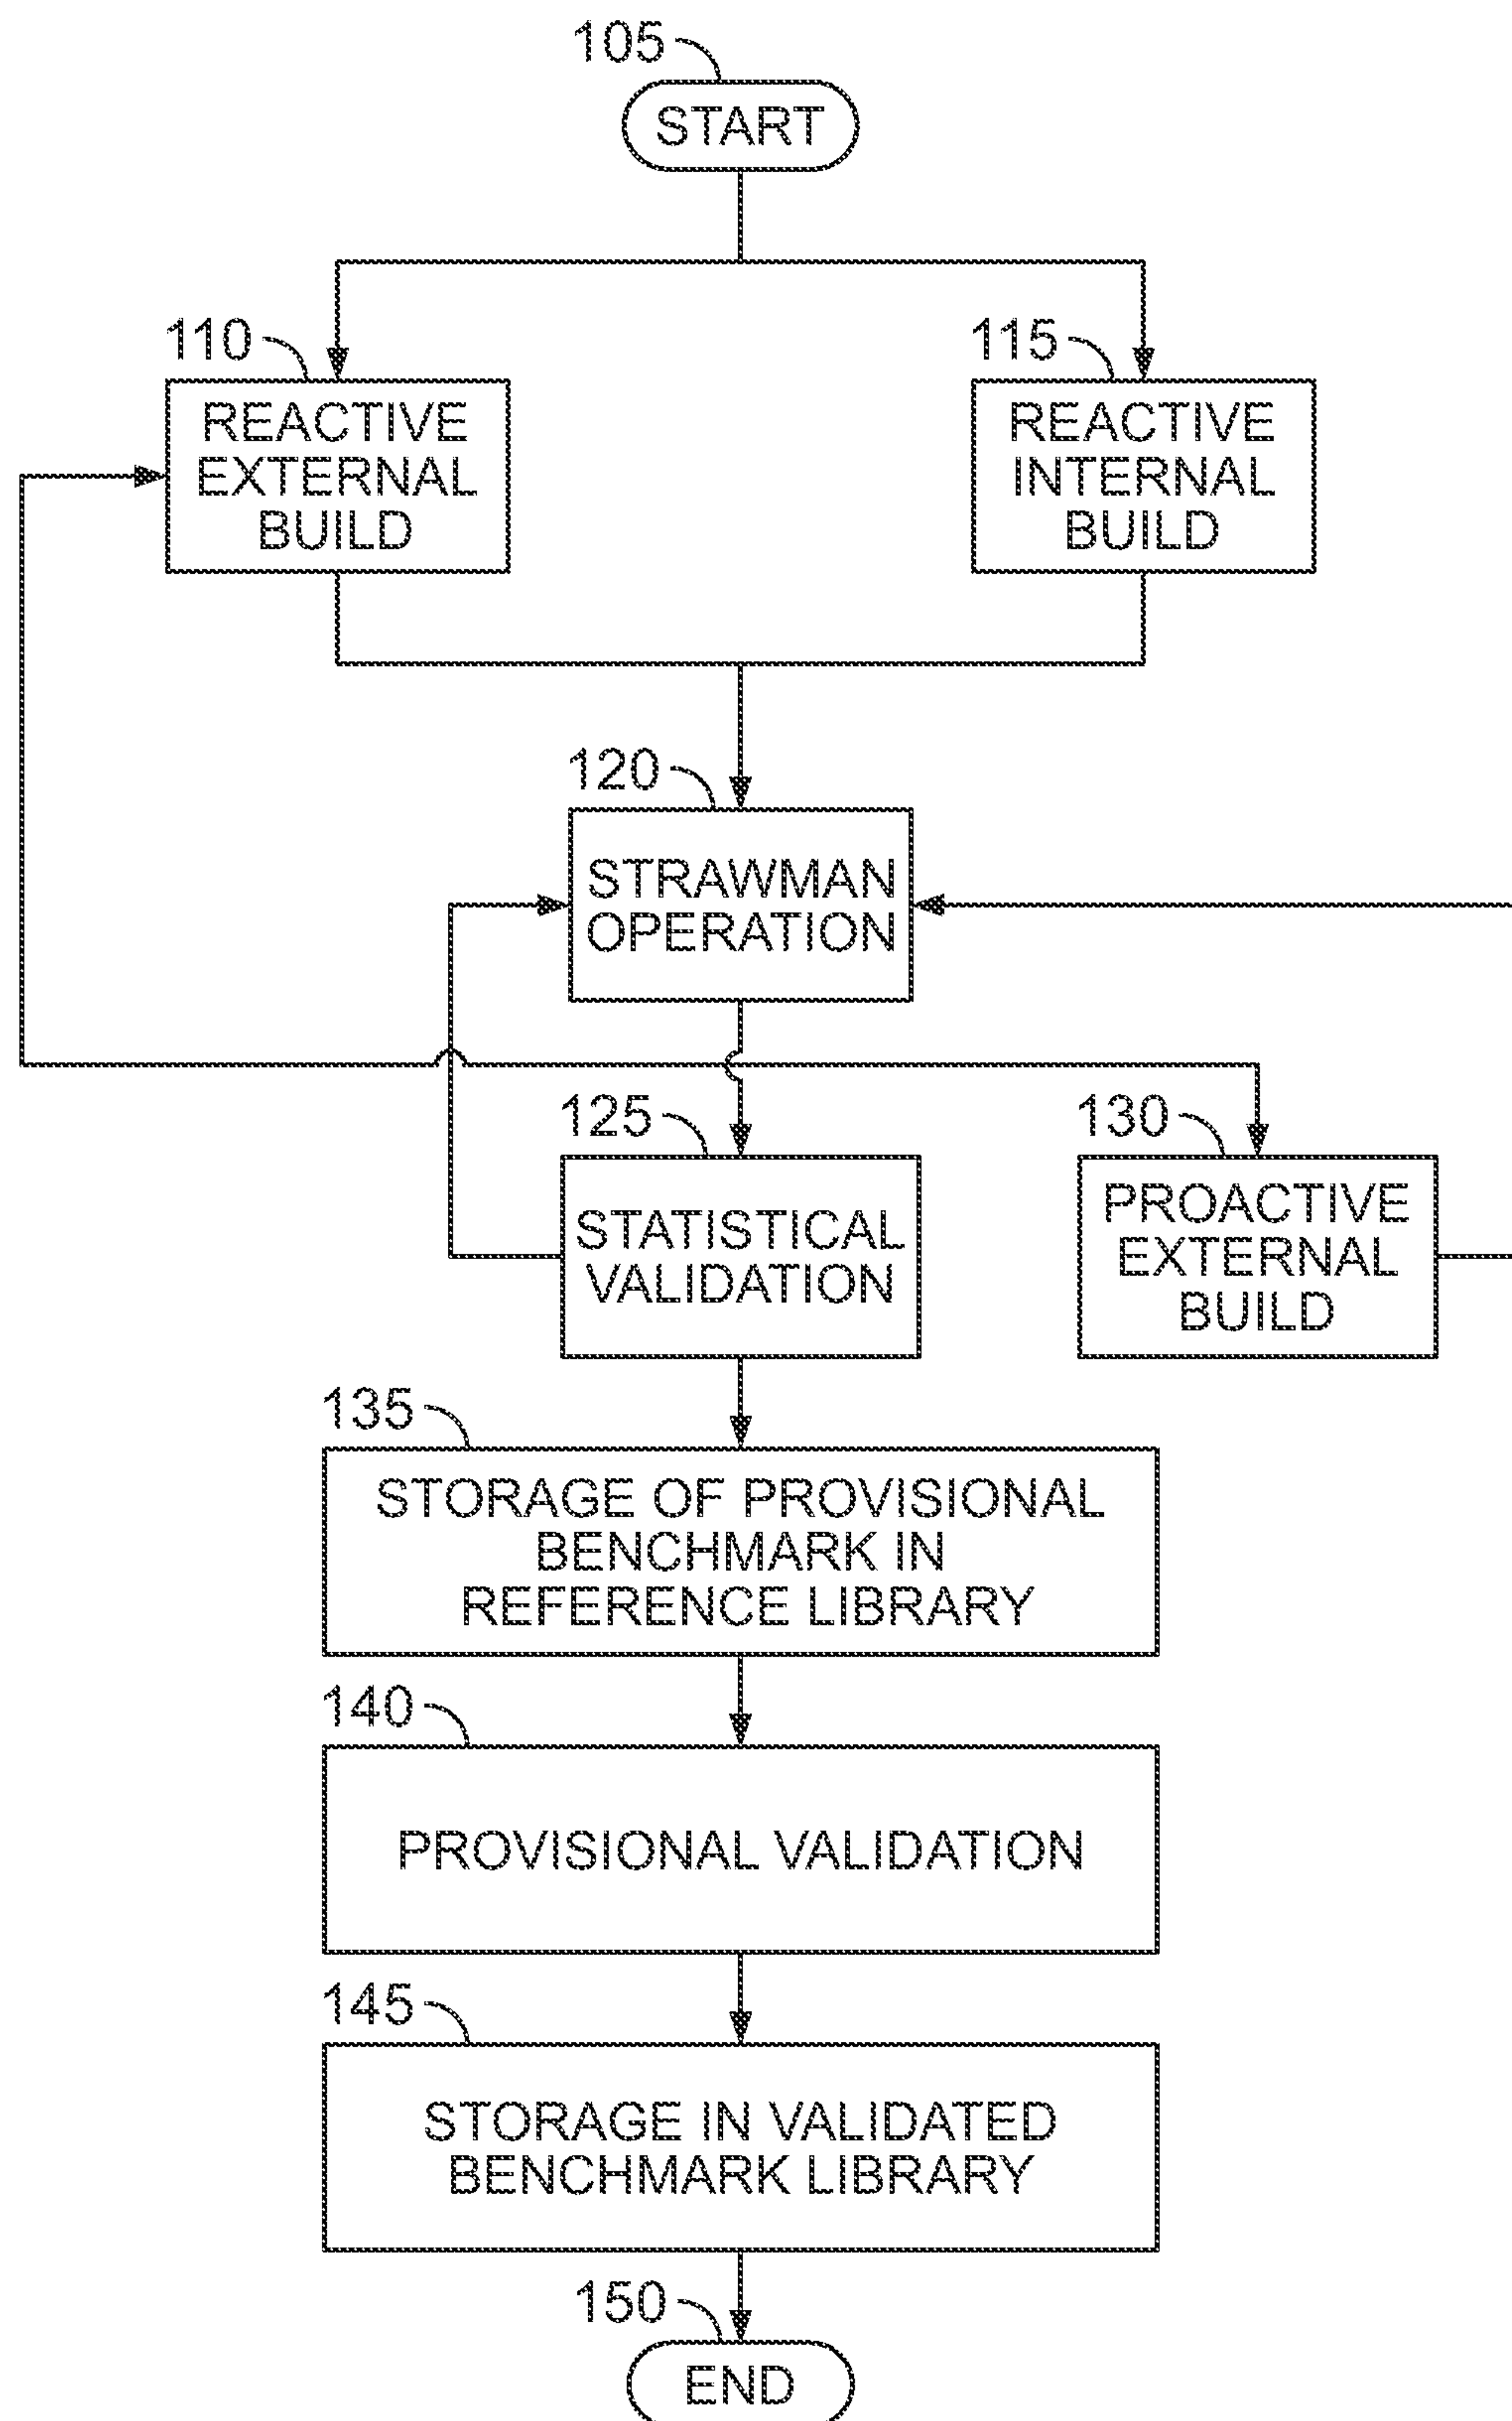 105
START
110
REACTIVE
EXTERNAL
BUILD
115
REACTIVE
INTERNAL
BUILD
120
STRAWMAN
OPERATION
125
STATISTICAL
VALIDATION
130
PROACTIVE
EXTERNAL
BUILD
135
STORAGE OF PROVISIONAL
BENCHMARK IN
REFERENCE LIBRARY
140
PROVISIONAL VALIDATION
145
STORAGE IN VALIDATED
BENCHMARK LIBRARY
150
END